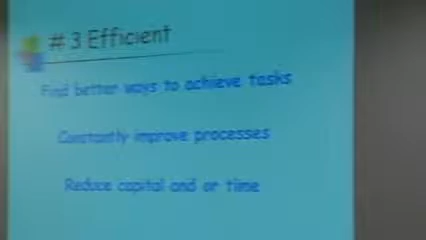 # 3 Efficient
Find better ways to achieve tasks
Constantly improve processes
Reduce capital and or time